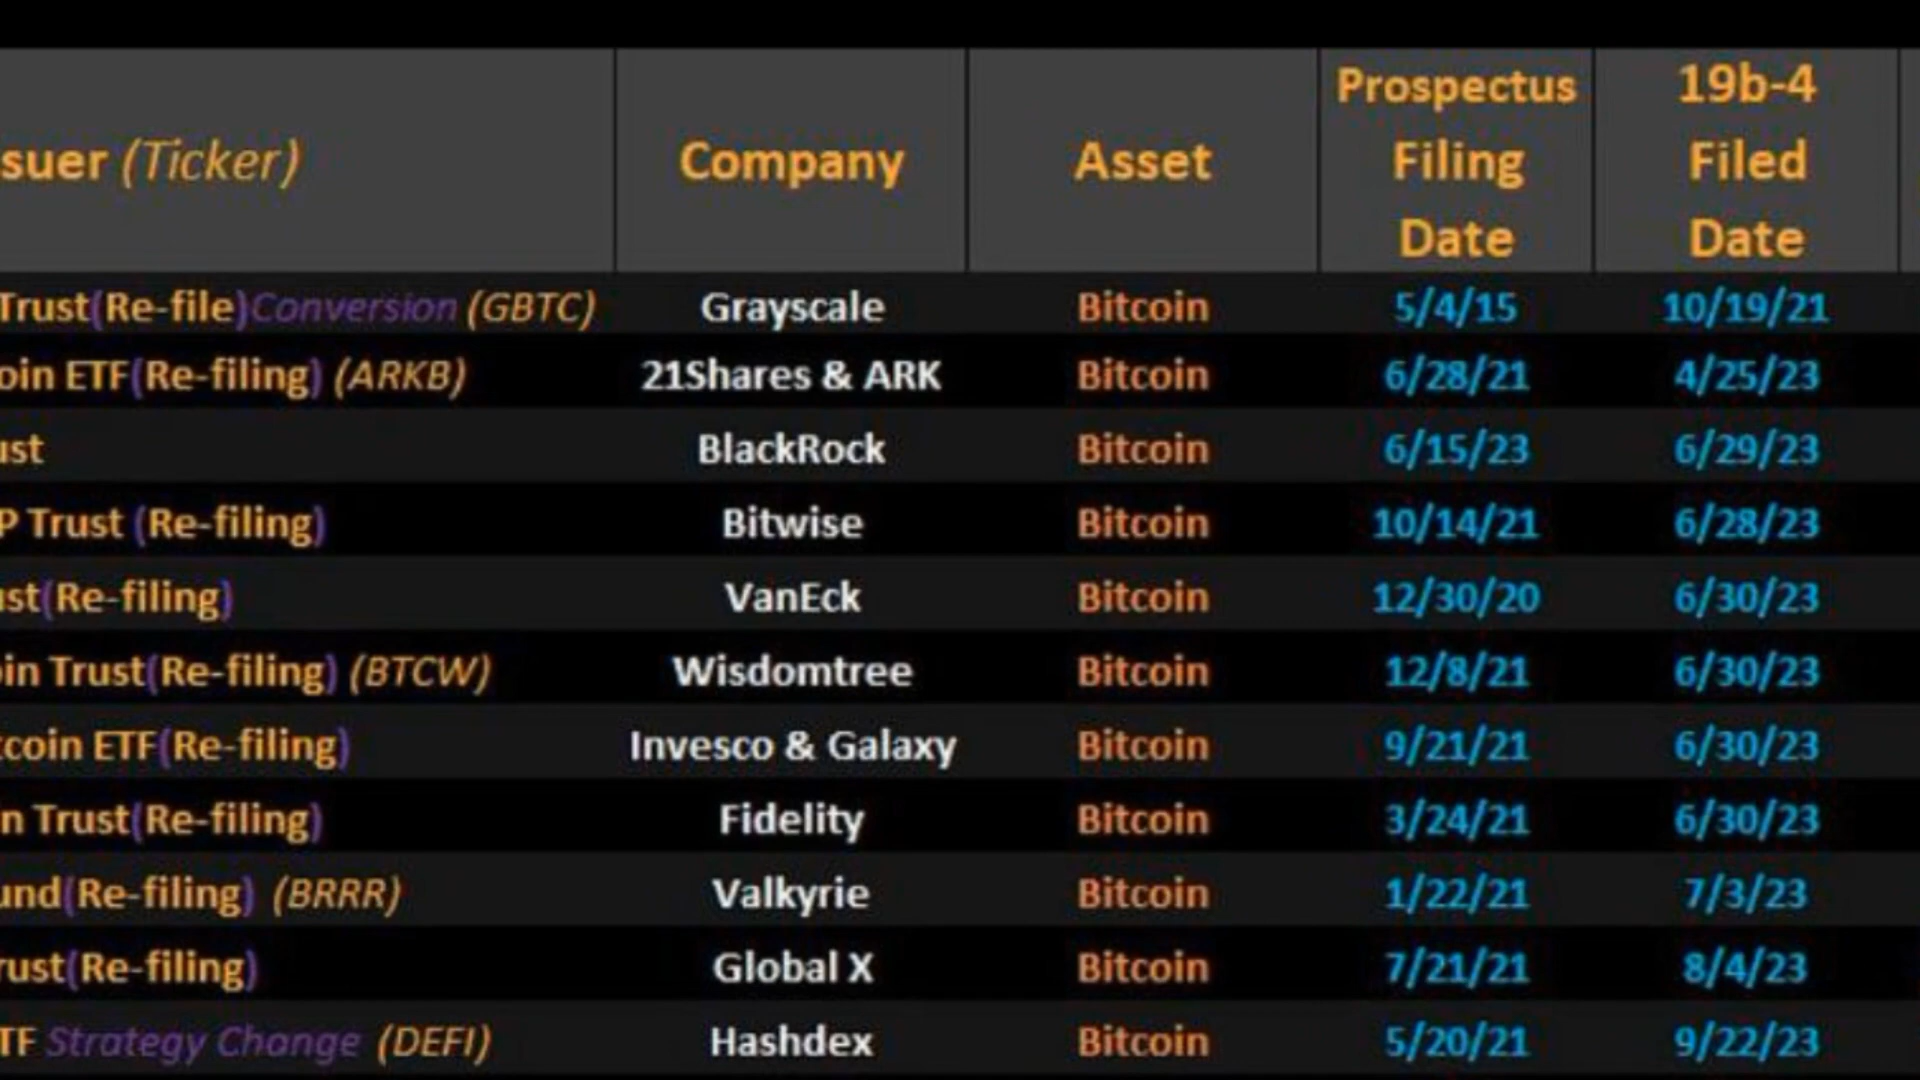 suer (Ticker) Company Asset Prospectus Filing Date 19b-4 Filed Date
Trust(Re-file)Conversion (GBTC) Grayscale Bitcoin 5/4/15 10/19/21
oin ETF(Re-filing) (ARKB) 21Shares & ARK Bitcoin 6/28/21 4/25/23
ust BlackRock Bitcoin 6/15/23 6/29/23
P Trust (Re-filing) Bitwise Bitcoin 10/14/21 6/28/23
ust(Re-filing) VanEck Bitcoin 12/30/20 6/30/23
oin Trust(Re-filing) (BTCW) Wisdomtree Bitcoin 12/8/21 6/30/23
tcoin ETF(Re-filing) Invesco & Galaxy Bitcoin 9/21/21 6/30/23
n Trust(Re-filing) Fidelity Bitcoin 3/24/21 6/30/23
und(Re-filing) (BRRR) Valkyrie Bitcoin 1/22/21 7/3/23
rust(Re-filing) Global X Bitcoin 7/21/21 8/4/23
TF Strategy Change (DEFI) Hashdex Bitcoin 5/20/21 9/22/23